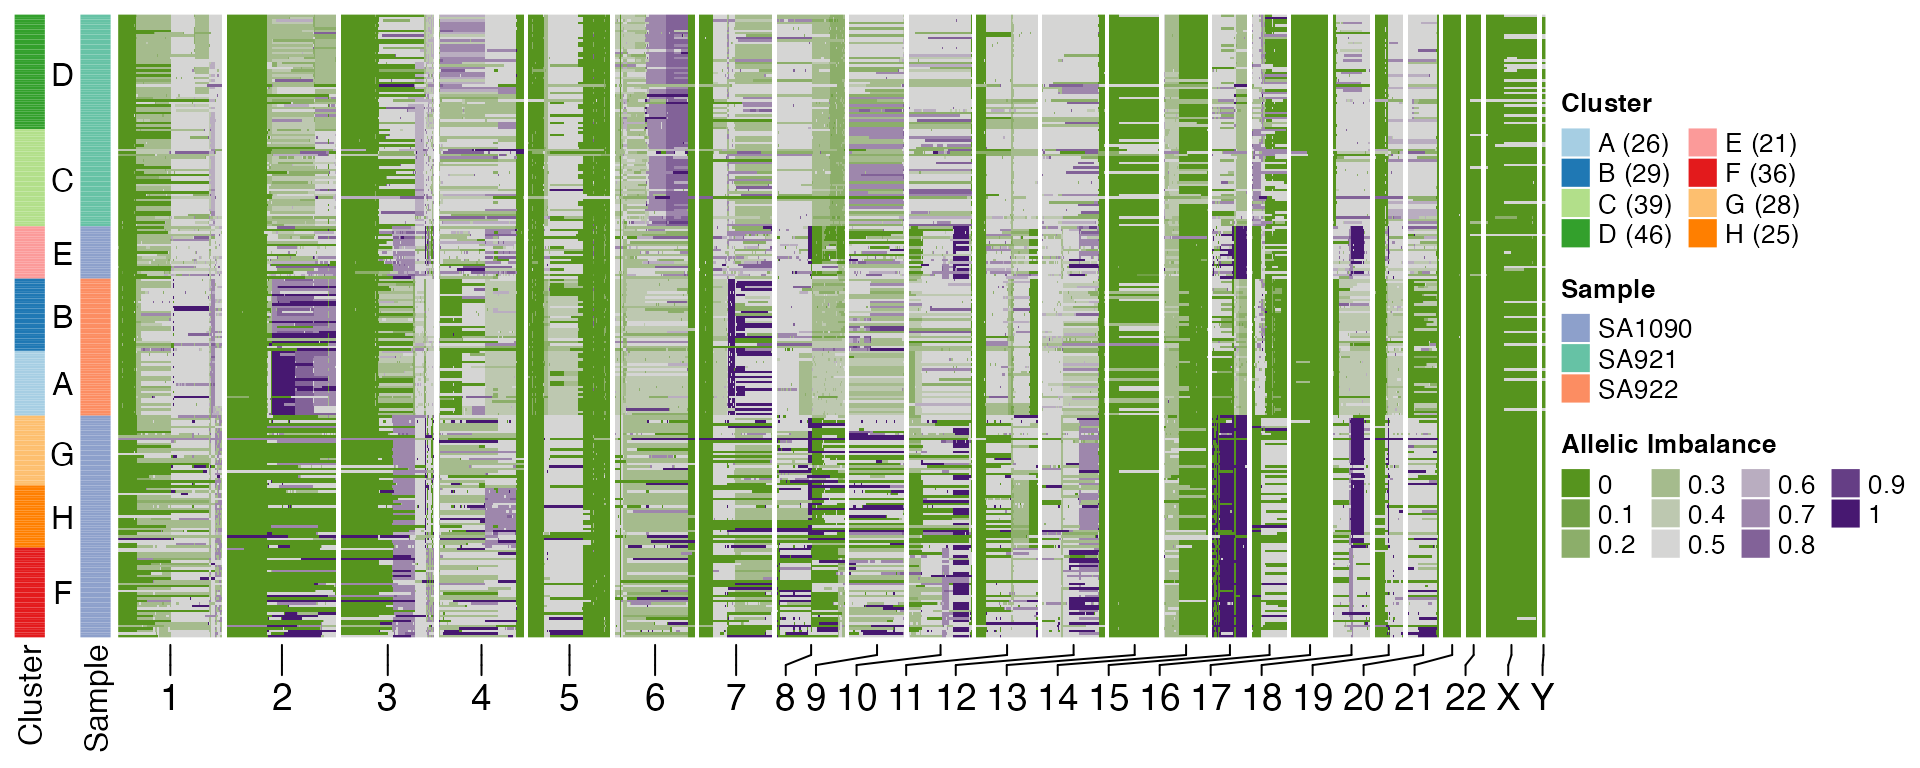 D
C
E
B
A
G
H
F
Cluster
Sample
1 2 3 4 5 6 7 8 9 10 11 12 13 14 15 16 17 18 19 20 21 22 X Y
Cluster
A (26) E (21)
B (29) F (36)
C (39) G (28)
D (46) H (25)
Sample
SA1090
SA921
SA922
Allelic Imbalance
0 0.3 0.6 0.9
0.1 0.4 0.7 1
0.2 0.5 0.8